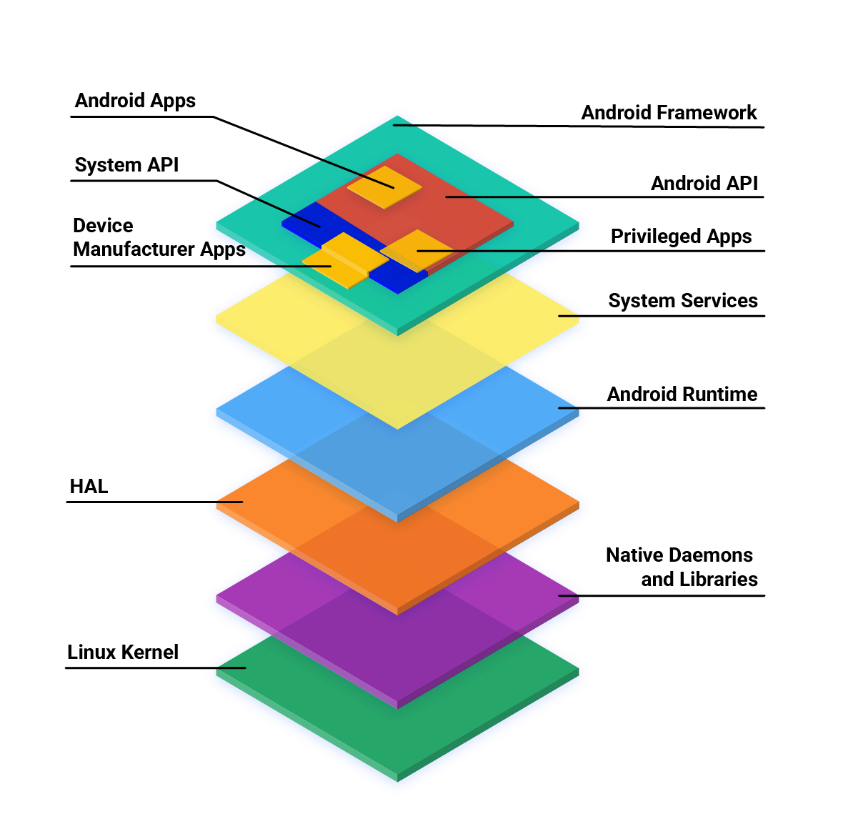 Android Apps
Android Framework
System API
Android API
Device
Manufacturer Apps
Privileged Apps
System Services
Android Runtime
HAL
Native Daemons
and Libraries
Linux Kernel